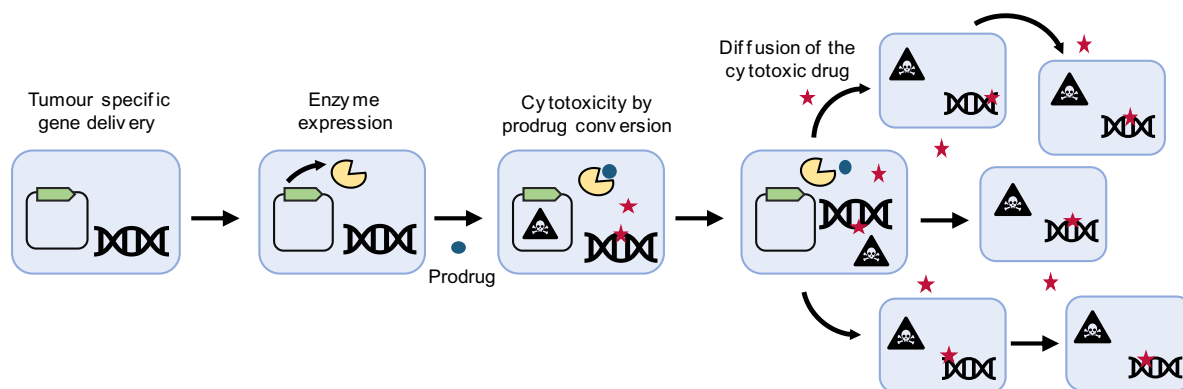 Tumour specific
gene delivery
Enzyme
expression
Prodrug
Cytotoxicity by
prodrug conversion
Diffusion of the
cytotoxic drug